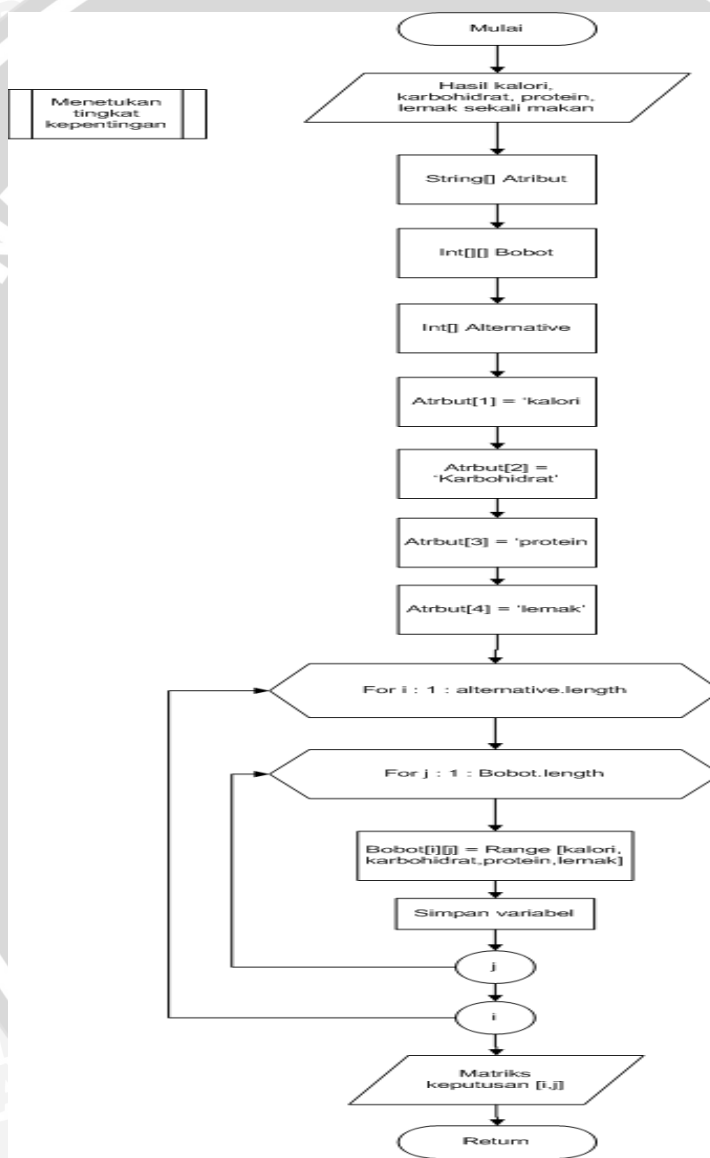 Mulai
Hasil kalori,
karbohidrat, protein,
lemak sekali makan
Menetukan
tingkat
kepentingan
String[] Atribut
Int[][] Bobot
Int[] Alternative
Atrbut[1] = 'kalori
Atrbut[2] =
'Karbohidrat'
Atrbut[3] = 'protein
Atrbut[4] = 'lemak'
For i : 1 : alternative.length
For j : 1 : Bobot.length
Bobot[i][j] = Range [kalori,
karbohidrat,protein,lemak]
Simpan variabel
j
i
Matriks
keputusan [i,j]
Return